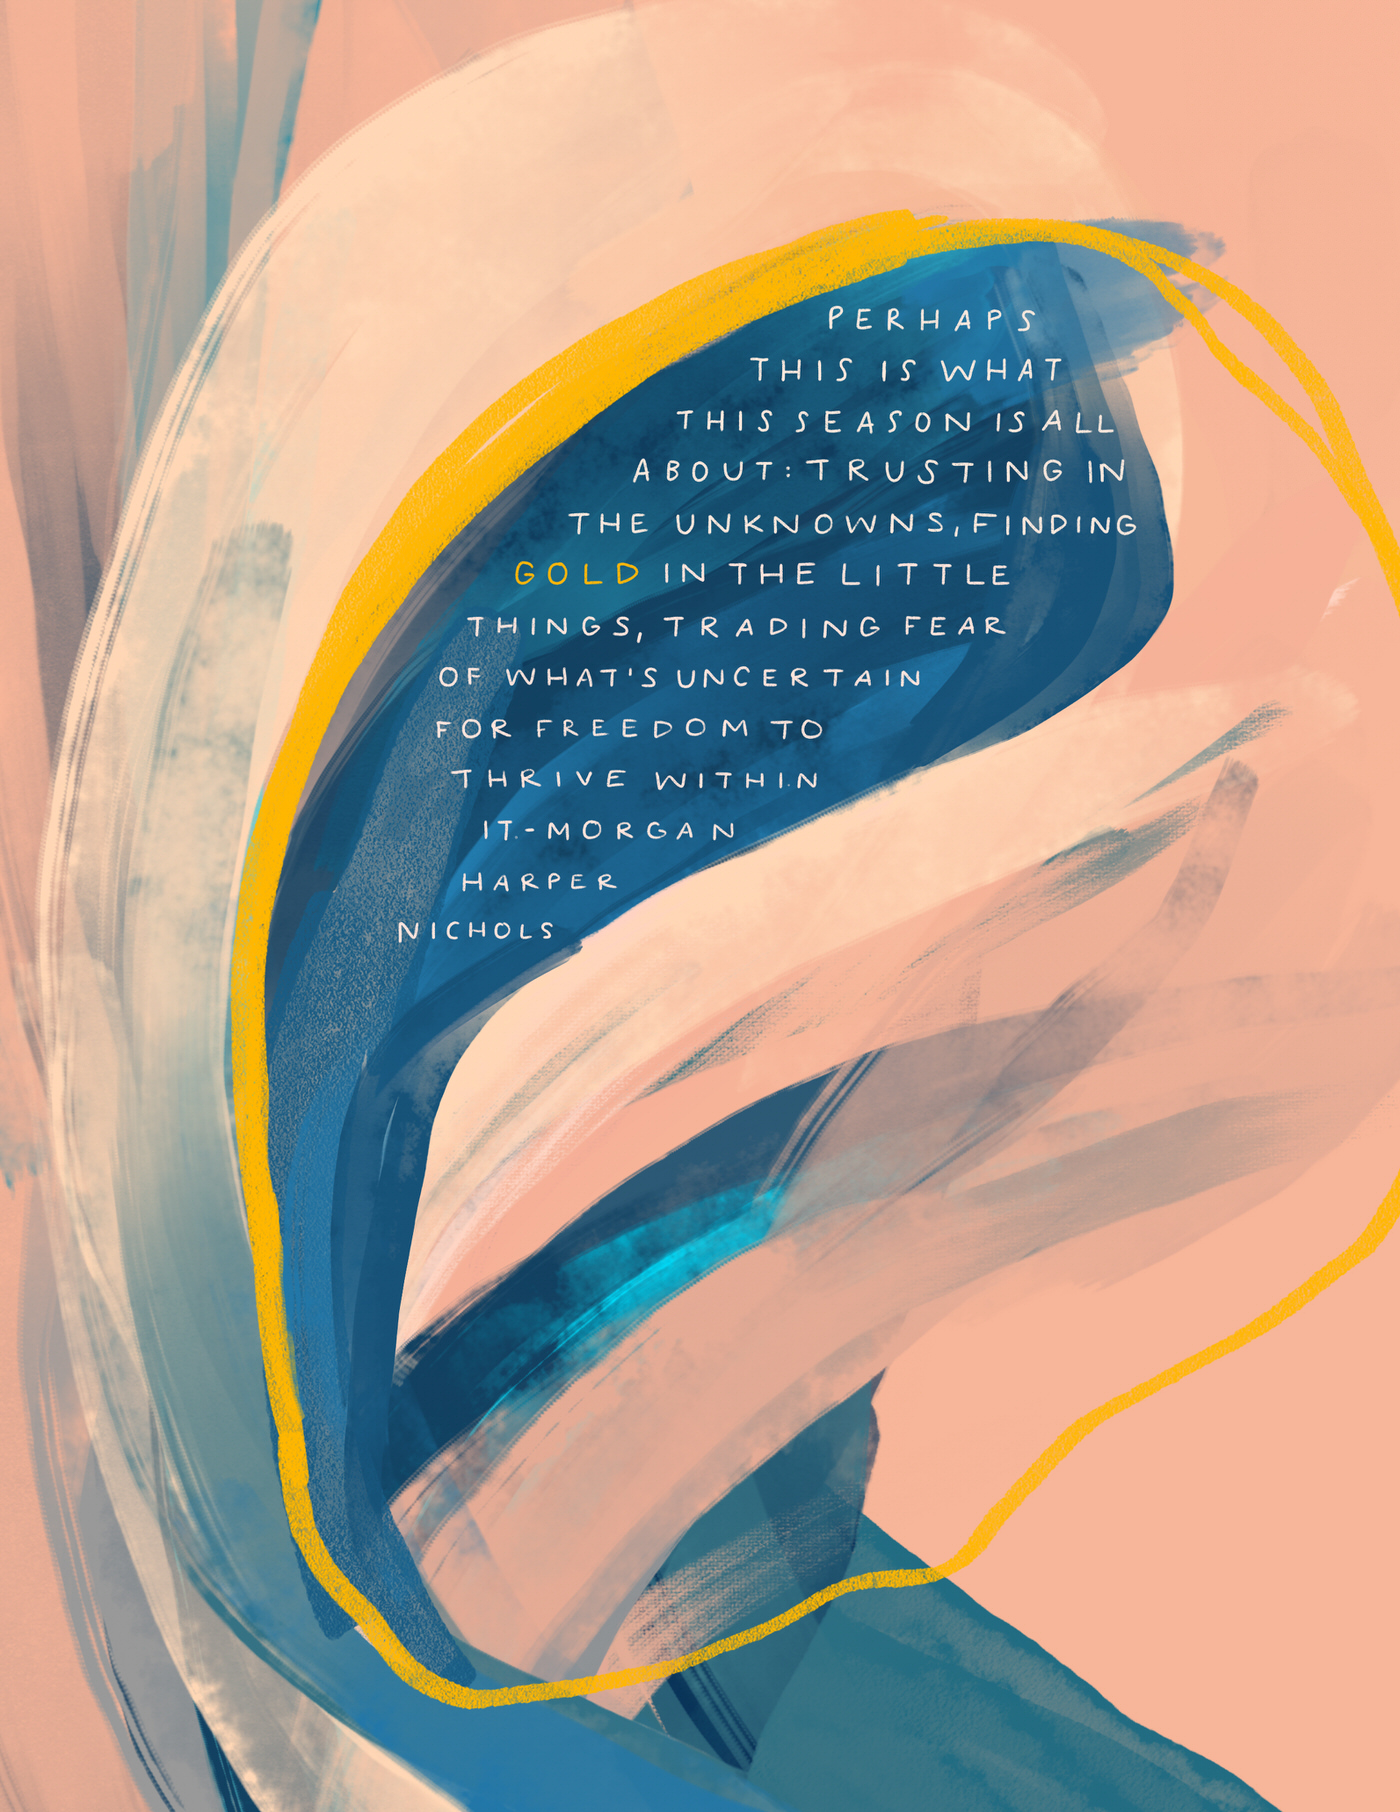 PERHAPS
THIS IS WHAT
THIS SEASON IS ALL
ABOUT: TRUSTING IN
THE UNKNOWNS, FINDING
GOLD IN THE LITTLE
THINGS, TRADING FEAR
OF WHAT'S UNCERTAIN
FOR FREEDOM TO
THRIVE WITHIN
IT.-MORGAN
HARPER
NICHOLS